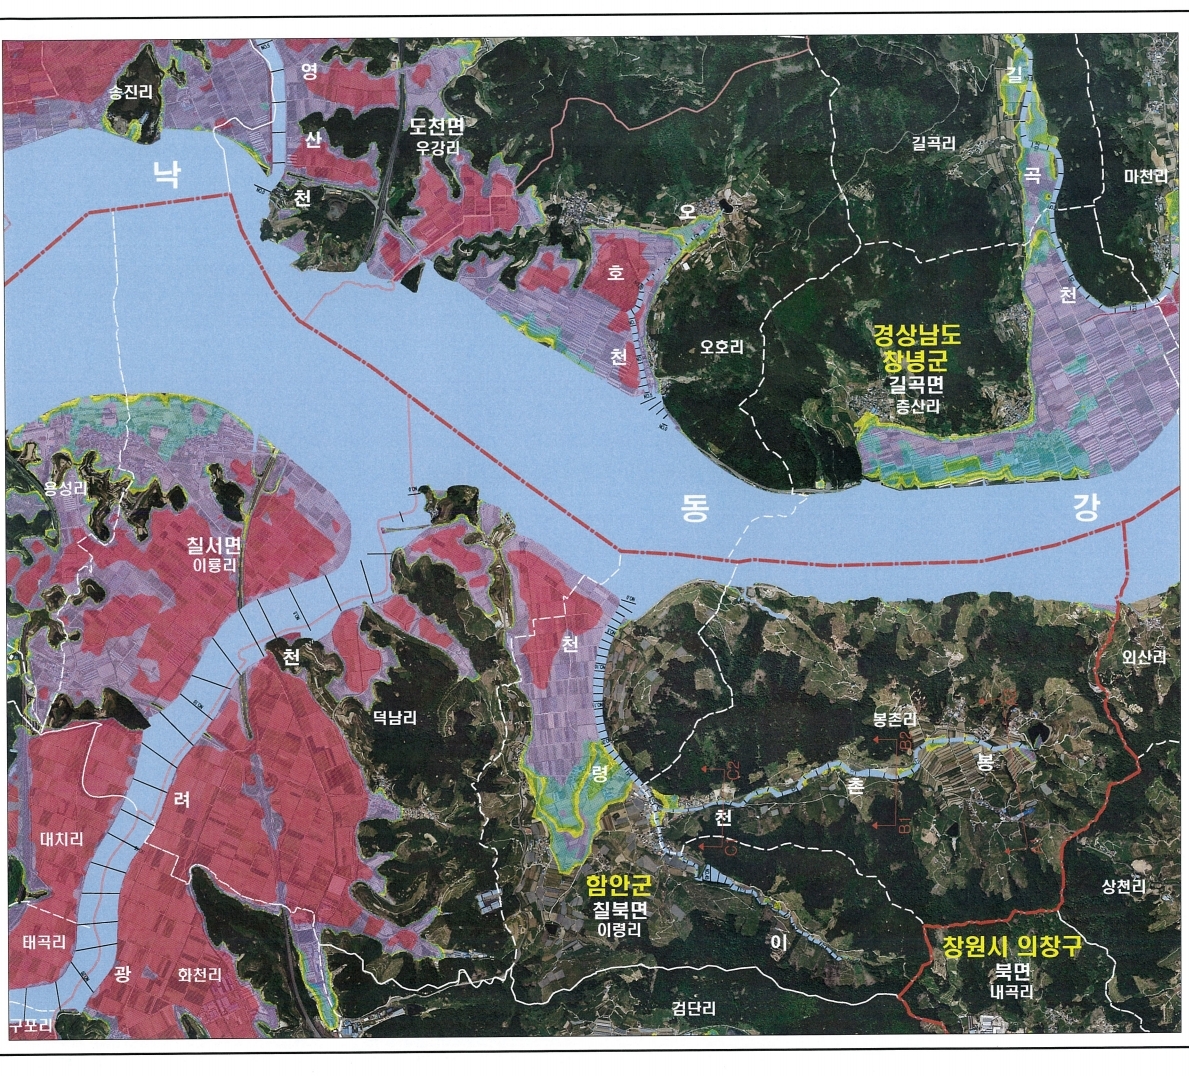 영
길
송진리
도천면
우강리
산
길곡리
낙
곡
마천리
천
오
호
천
경상남도
창녕군
길곡면
증산리
오호리
천
용성리
동
강
칠서면
이룡리
천
천
외산리
덕남리
봉촌리
B2
C2
령
봉
촌
려
천
B1
대치리
함안군
칠북면
이령리
상천리
태곡리
광
화천리
이
창원시 의창구
북면
내곡리
검단리
구포리